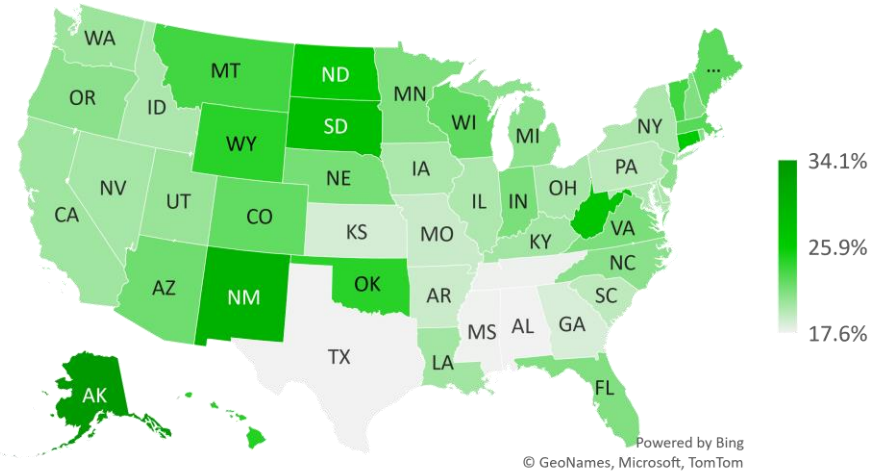 WA
MT
ND
MN
...
OR
ID
SD
WI
MI
NY
WY
IA
PA
NE
NV
UT
IL
IN
OH
CA
CO
KS
MO
KY
VA
NC
AZ
NM
OK
AR
SC
MS
AL
GA
TX
LA
FL
AK
34.1%
25.9%
17.6%
Powered by Bing
© GeoNames, Microsoft, TomTom